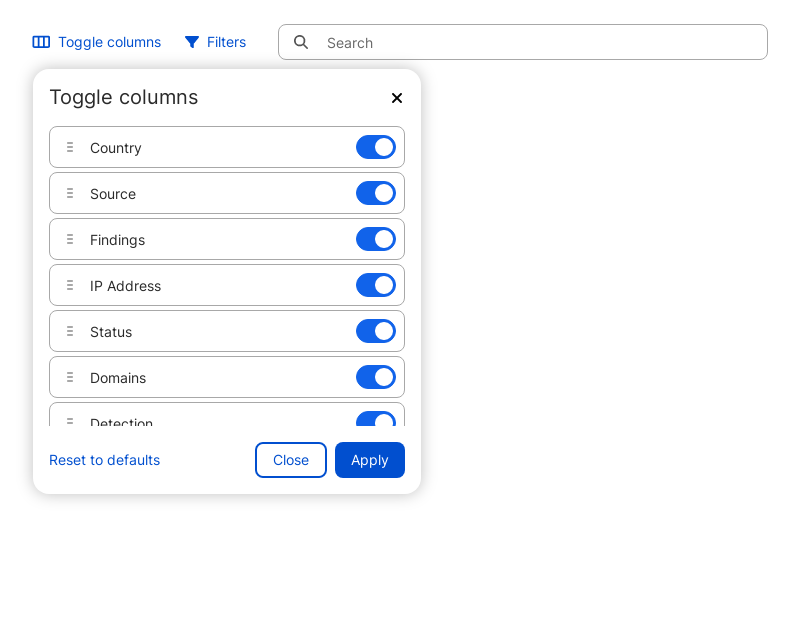 Toggle columns
Filters
Search
Toggle columns
Country
Source
Findings
IP Address
Status
Domains
Detection
Reset to defaults
Close
Apply